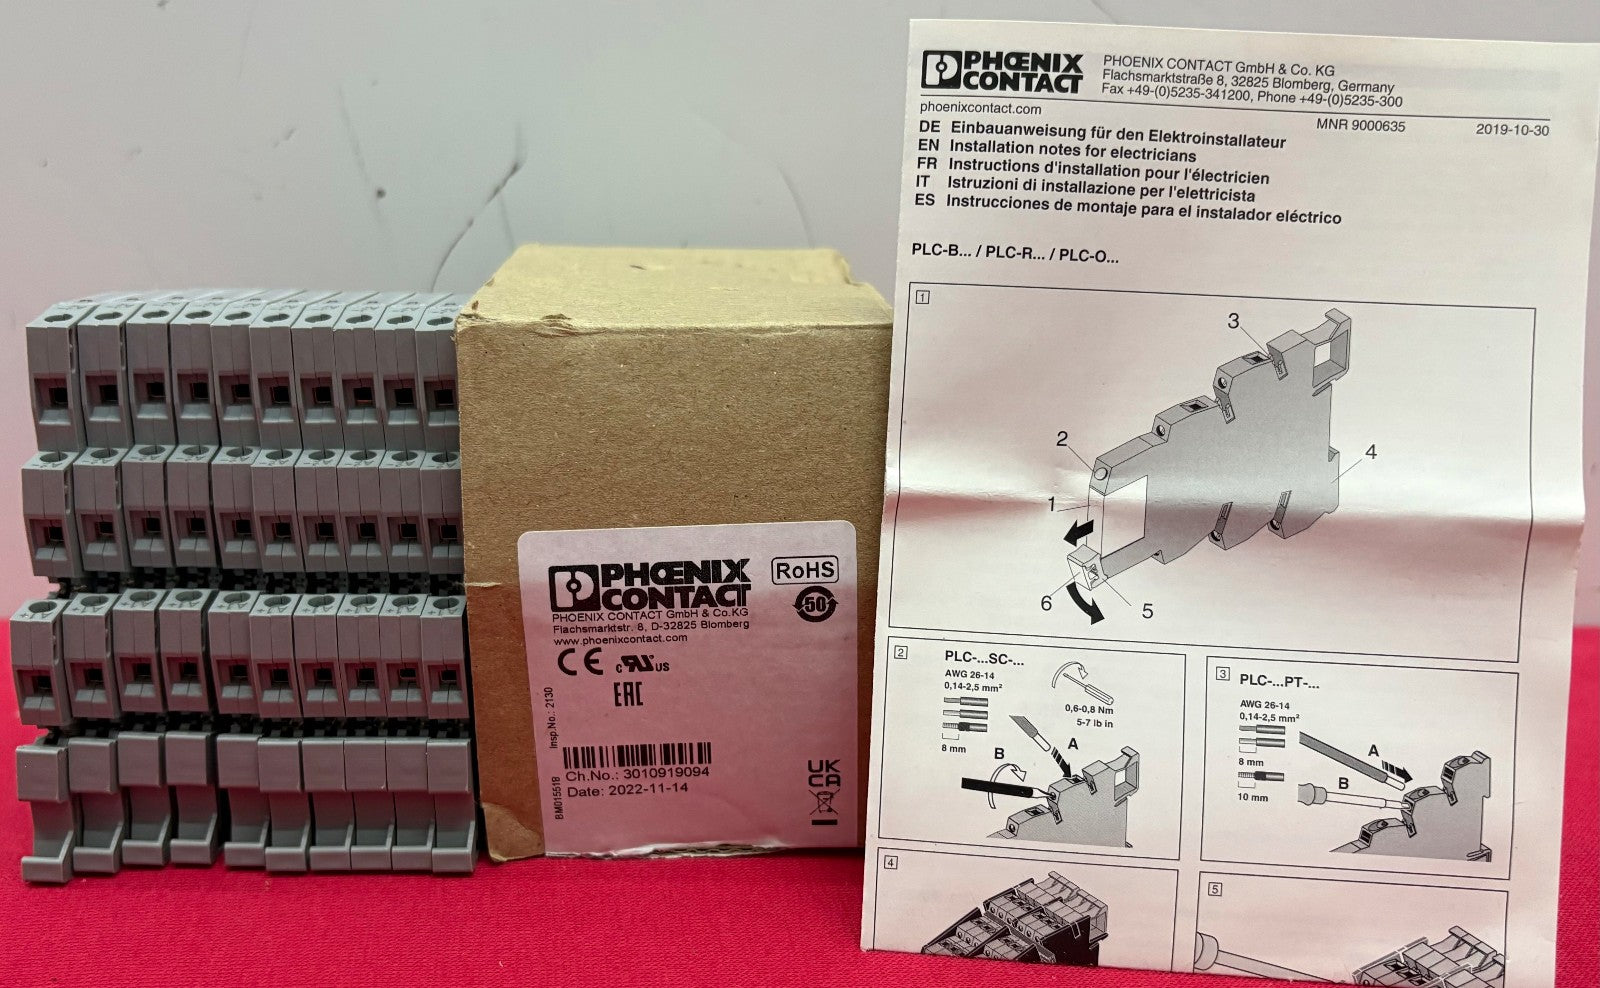 PHŒNIX
CONTACT
PHOENIX CONTACT GmbH & Co.KG
Flachsmarktstr. 8, D-32825 Blomberg
www.phoenixcontact.com
RoHS
50
CE
c RU US
EAC
Insp.No.: 2130
BM015518
Ch.No.: 3010919094
Date: 2022-11-14
UK
CA
PHŒNIX
CONTACT
PHOENIX CONTACT GmbH & Co. KG
Flachsmarktstraße 8, 32825 Blomberg, Germany
Fax +49-(0)5235-341200, Phone +49-(0)5235-300
phoenixcontact.com
MNR 9000635
2019-10-30
DE Einbauanweisung für den Elektroinstallateur
EN Installation notes for electricians
FR Instructions d'installation pour l'électricien
IT Istruzioni di installazione per l'elettricista
ES Instrucciones de montaje para el instalador eléctrico
PLC-B... / PLC-R... / PLC-O...
1
3
2
4
1
6
5
2
PLC-...SC-...
AWG 26-14
0,14-2,5 mm²
0,6-0,8 Nm
5-7 lb in
8 mm
A
B
3
PLC-...PT-...
AWG 26-14
0,14-2,5 mm²
8 mm
10 mm
A
B
4
5